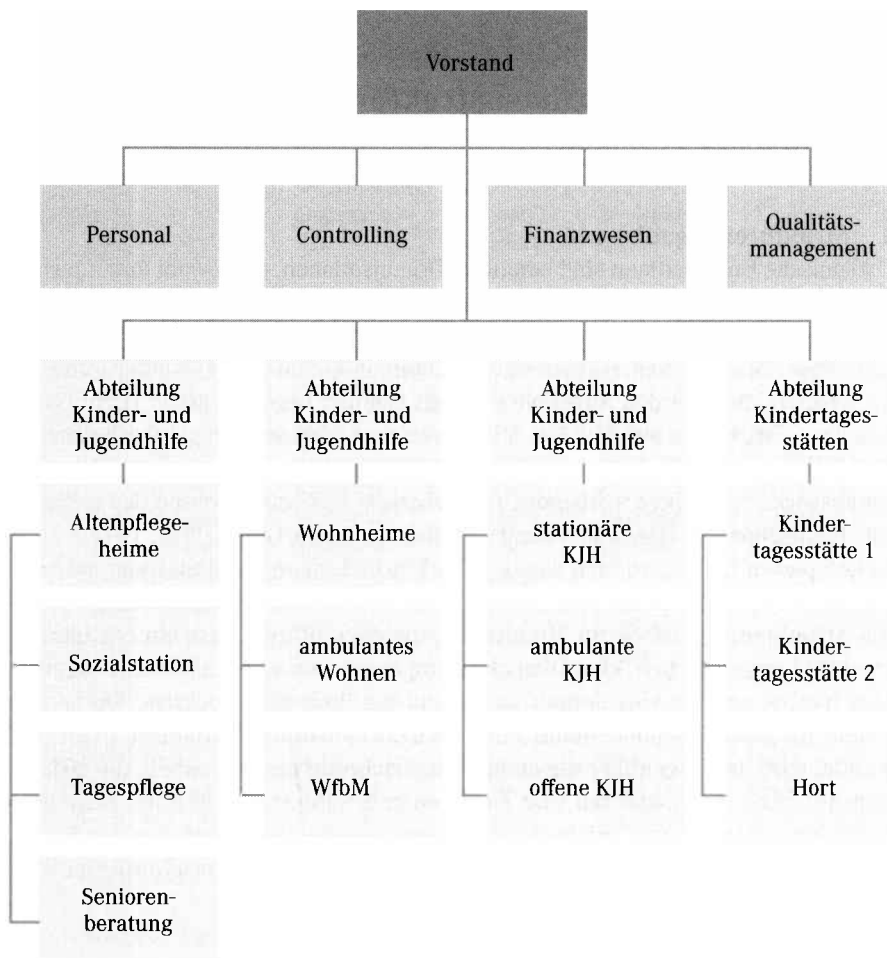 Vorstand
Personal
Controlling
Finanzwesen
Qualitäts-
management
Abteilung
Kinder- und
Jugendhilfe
Abteilung
Kinder- und
Jugendhilfe
Abteilung
Kinder- und
Jugendhilfe
Abteilung
Kindertages-
stätten
Altenpflege-
heime
Wohnheime
stationäre
KJH
Kinder-
tagesstätte 1
Sozialstation
ambulantes
Wohnen
ambulante
KJH
Kinder-
tagesstätte 2
Tagespflege
WfbM
offene KJH
Hort
Senioren-
beratung